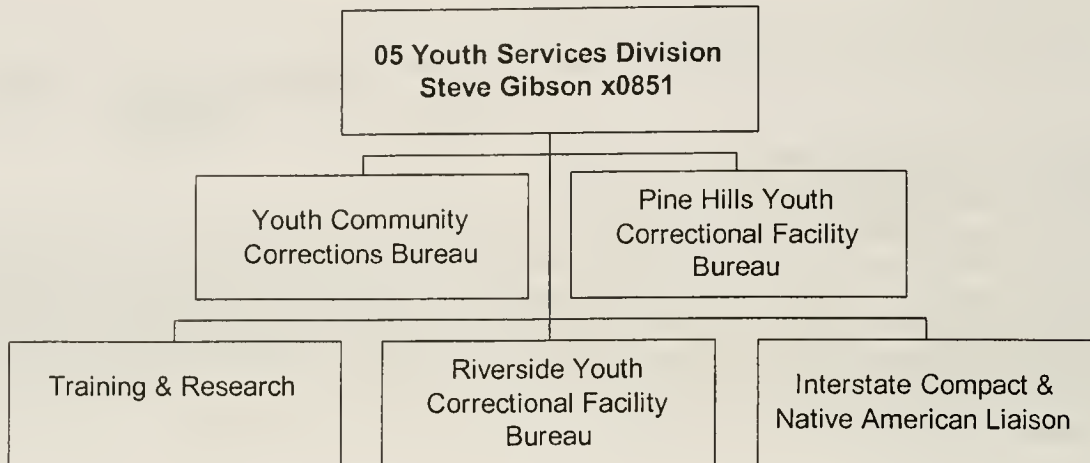 05 Youth Services Division
Steve Gibson x0851
Youth Community
Corrections Bureau
Pine Hills Youth
Correctional Facility
Bureau
Training & Research
Riverside Youth
Correctional Facility
Bureau
Interstate Compact &
Native American Liaison